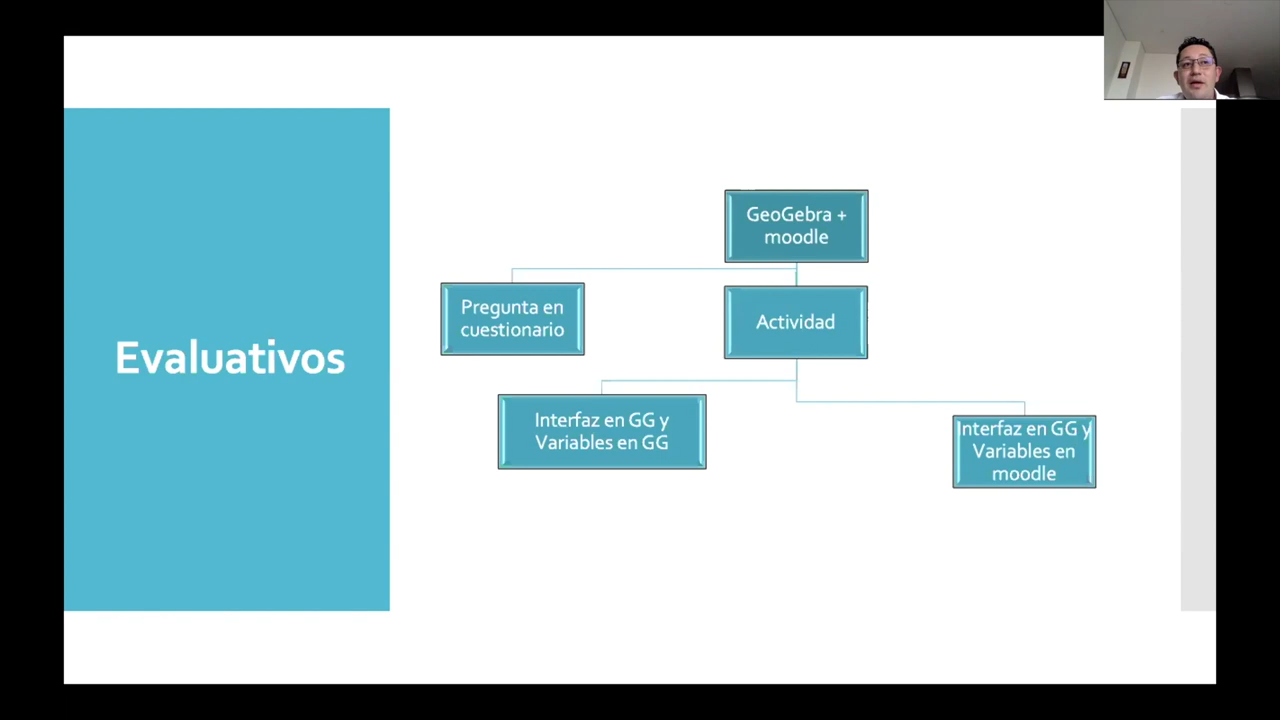 Evaluativos
GeoGebra +
moodle
Pregunta en
cuestionario
Actividad
Interfaz en GG y
Variables en GG
Interfaz en GG y
Variables en
moodle